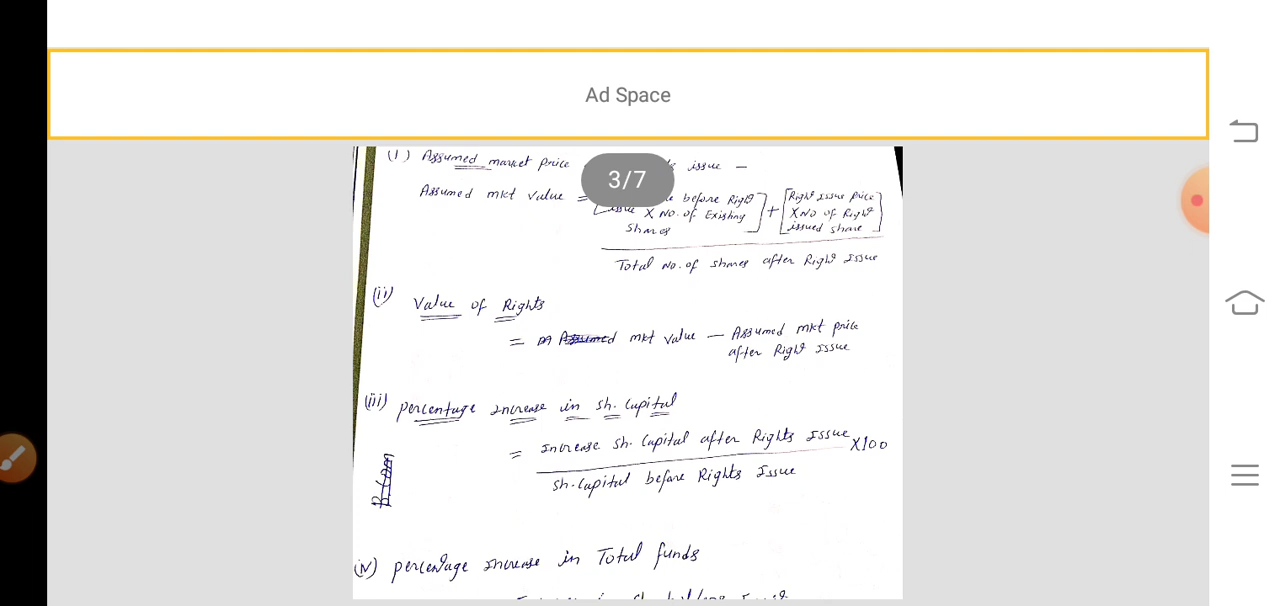 Ad Space
(i) Assumed market price issue —
3/7
Assumed mkt value = before Right
issue X No. of Existing
shares
+ [Right issue price
X No of Right
issued share]
Total No. of shares after Right Issue
(ii) Value of Rights
= mkt value — Assumed mkt price
after Right Issue
(iii) percentage increase in sh. capital
= Increase sh. capital after Rights Issue X100
sh. capital before Rights Issue
(iv) percentage increase in Total funds